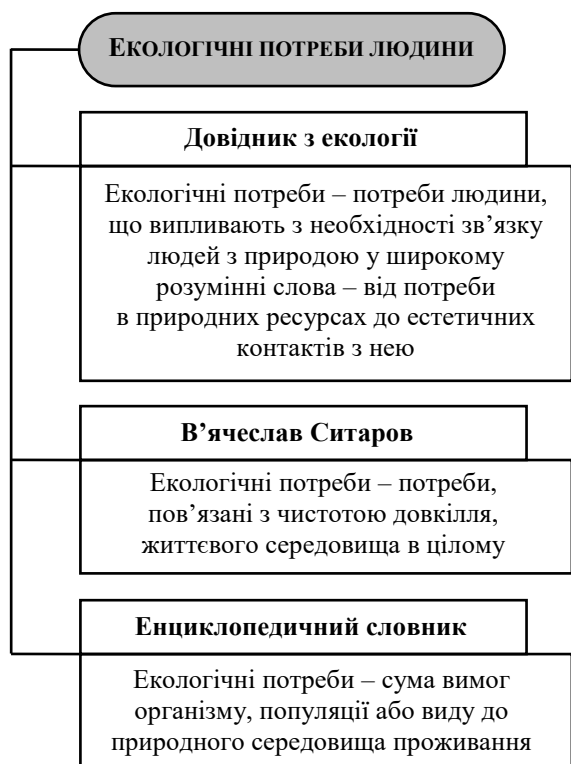 ЕКОЛОГІЧНІ ПОТРЕБИ ЛЮДИНИ
Довідник з екології
Екологічні потреби – потреби людини,
що випливають з необхідності зв’язку
людей з природою у широкому
розумінні слова – від потреби
в природних ресурсах до естетичних
контактів з нею
В’ячеслав Ситаров
Екологічні потреби – потреби,
пов’язані з чистотою довкілля,
життєвого середовища в цілому
Енциклопедичний словник
Екологічні потреби – сума вимог
організму, популяції або виду до
природного середовища проживання